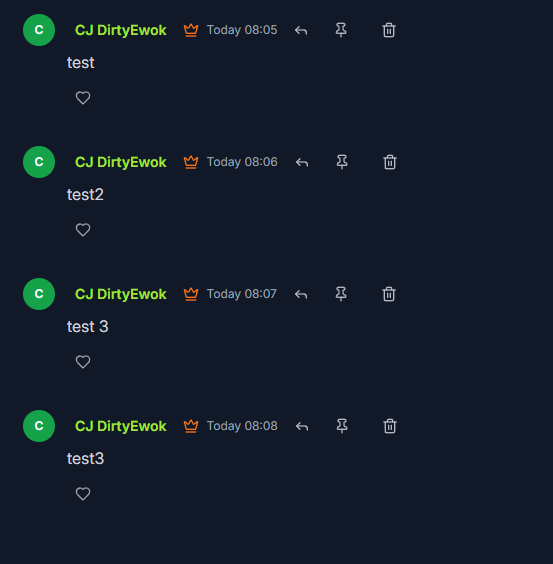 C CJ DirtyEwok Today 08:05
test
C CJ DirtyEwok Today 08:06
test2
C CJ DirtyEwok Today 08:07
test 3
C CJ DirtyEwok Today 08:08
test3